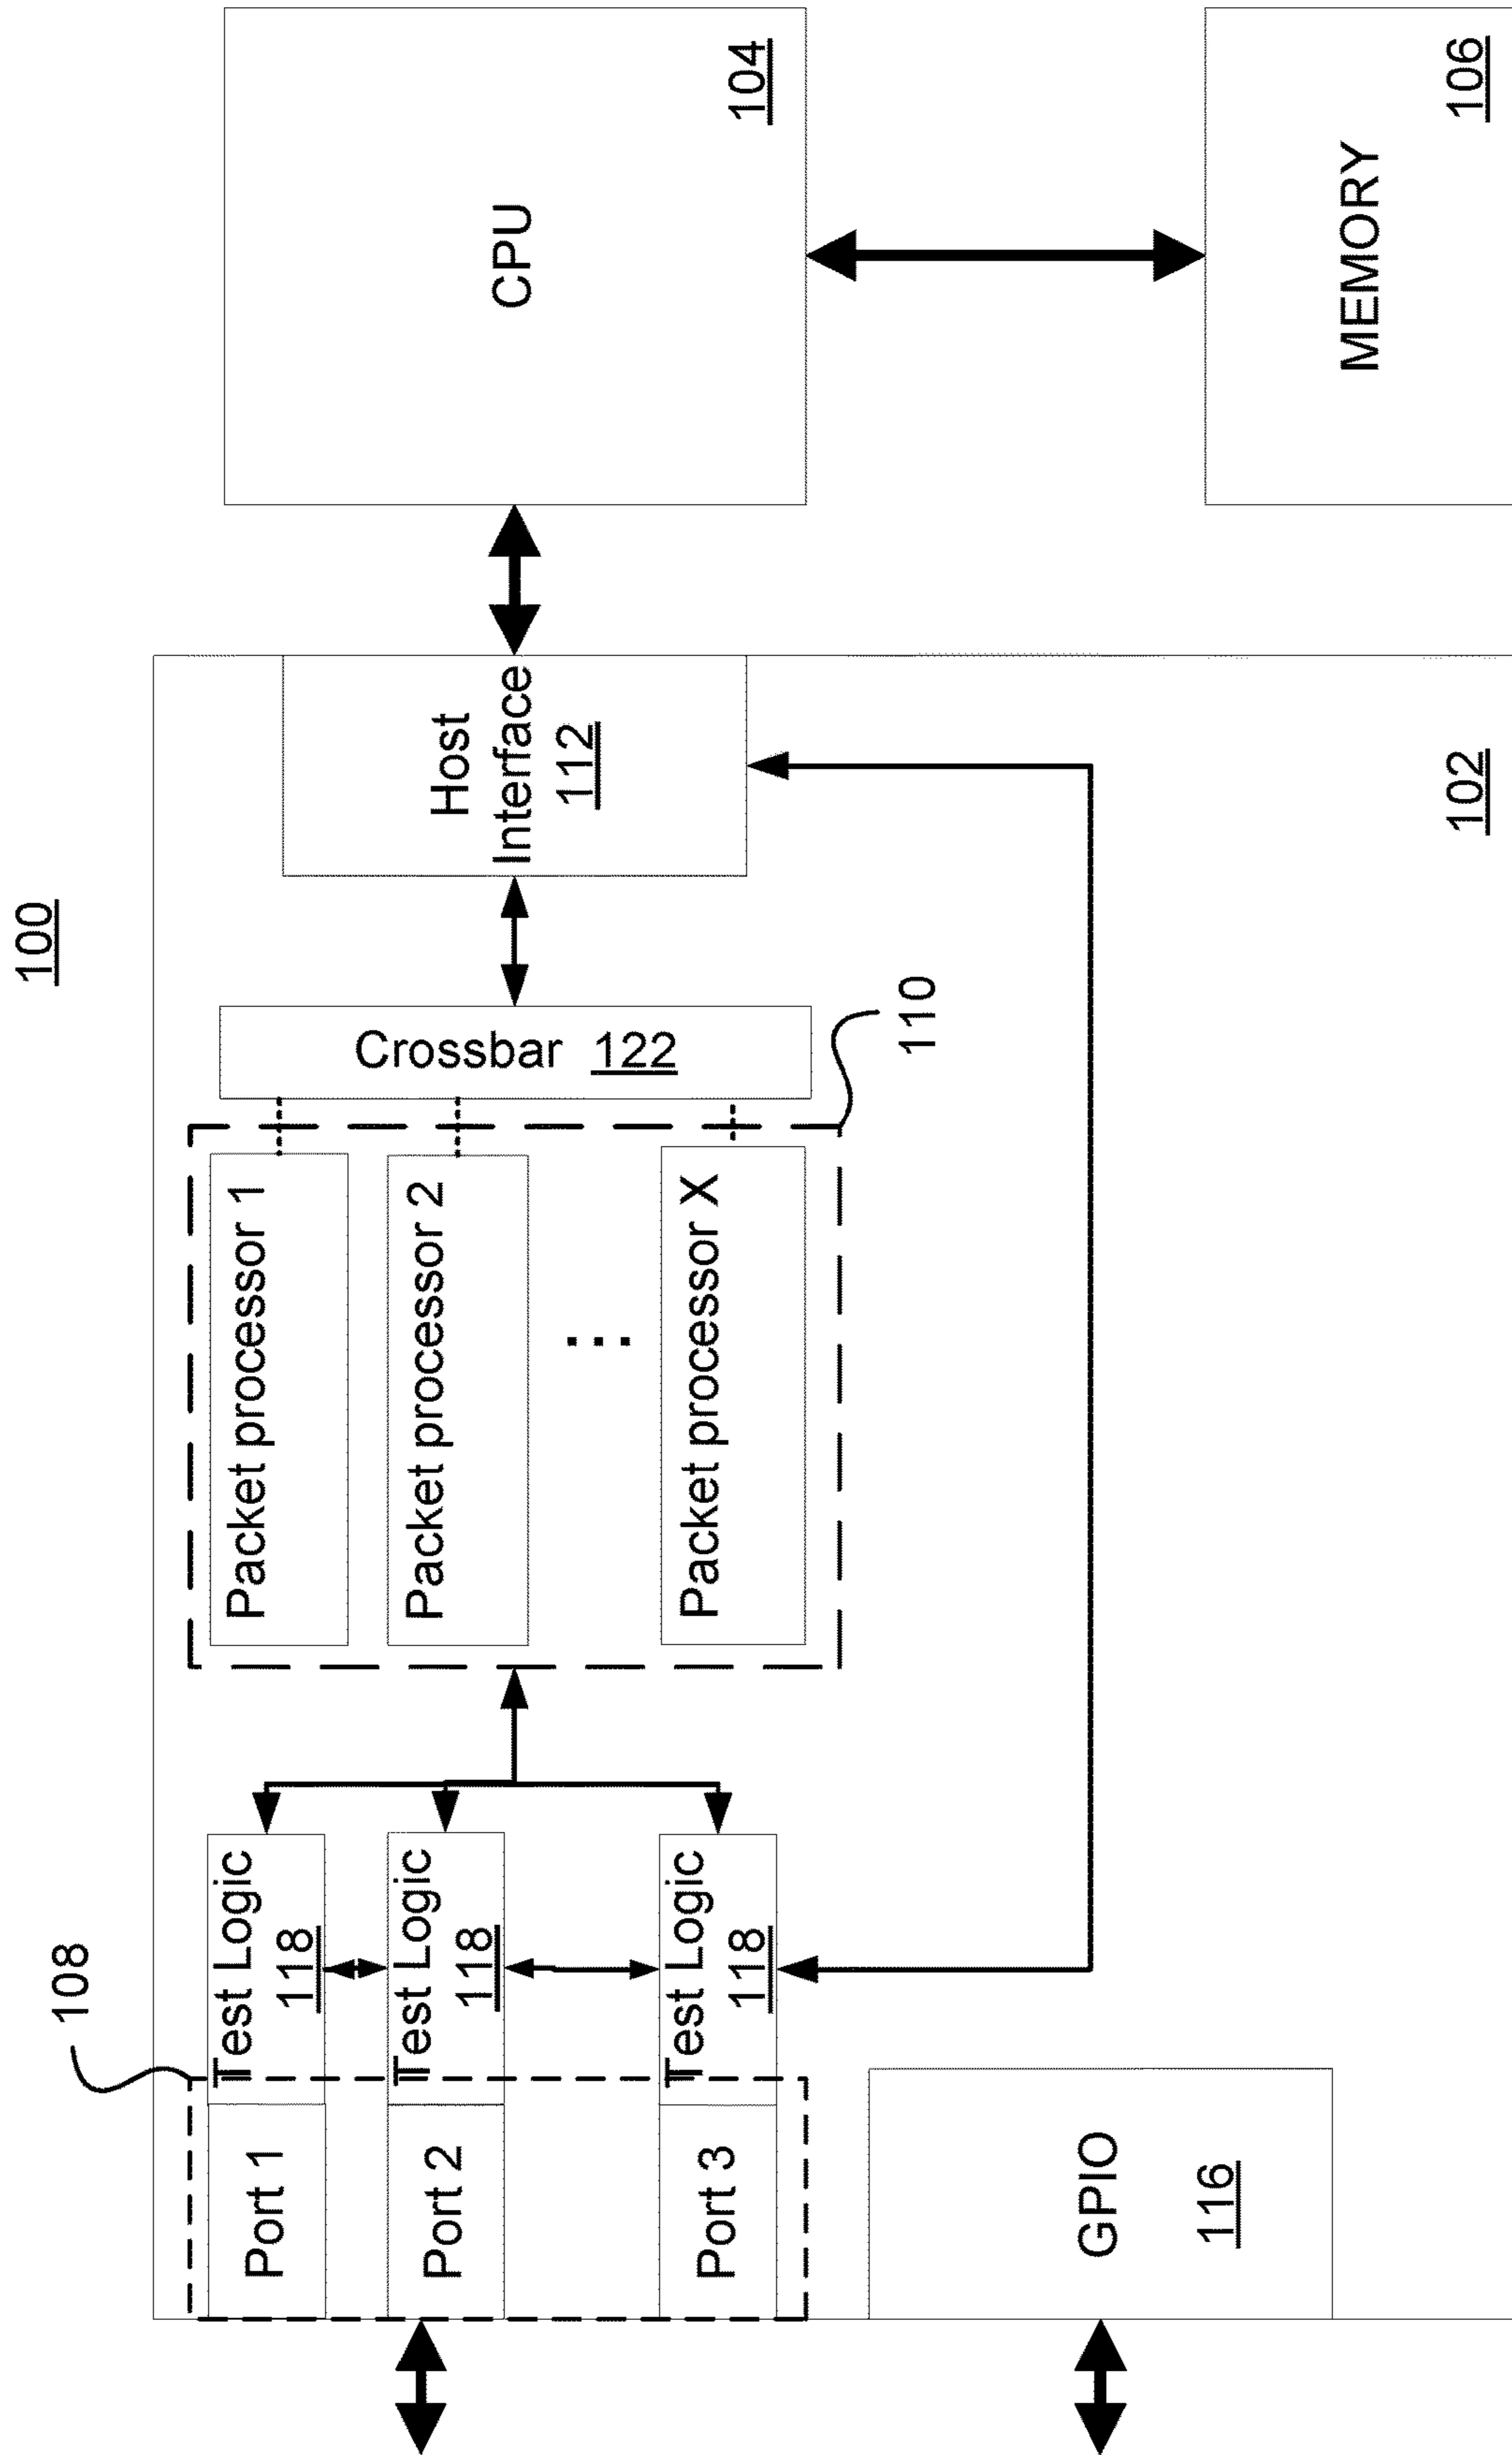 100
108
Port 1
Test Logic
118
Port 2
Test Logic
118
Port 3
Test Logic
118
Packet processor 1
Packet processor 2
...
Packet processor X
110
Crossbar 122
Host
Interface
112
CPU
104
GPIO
116
102
MEMORY
106